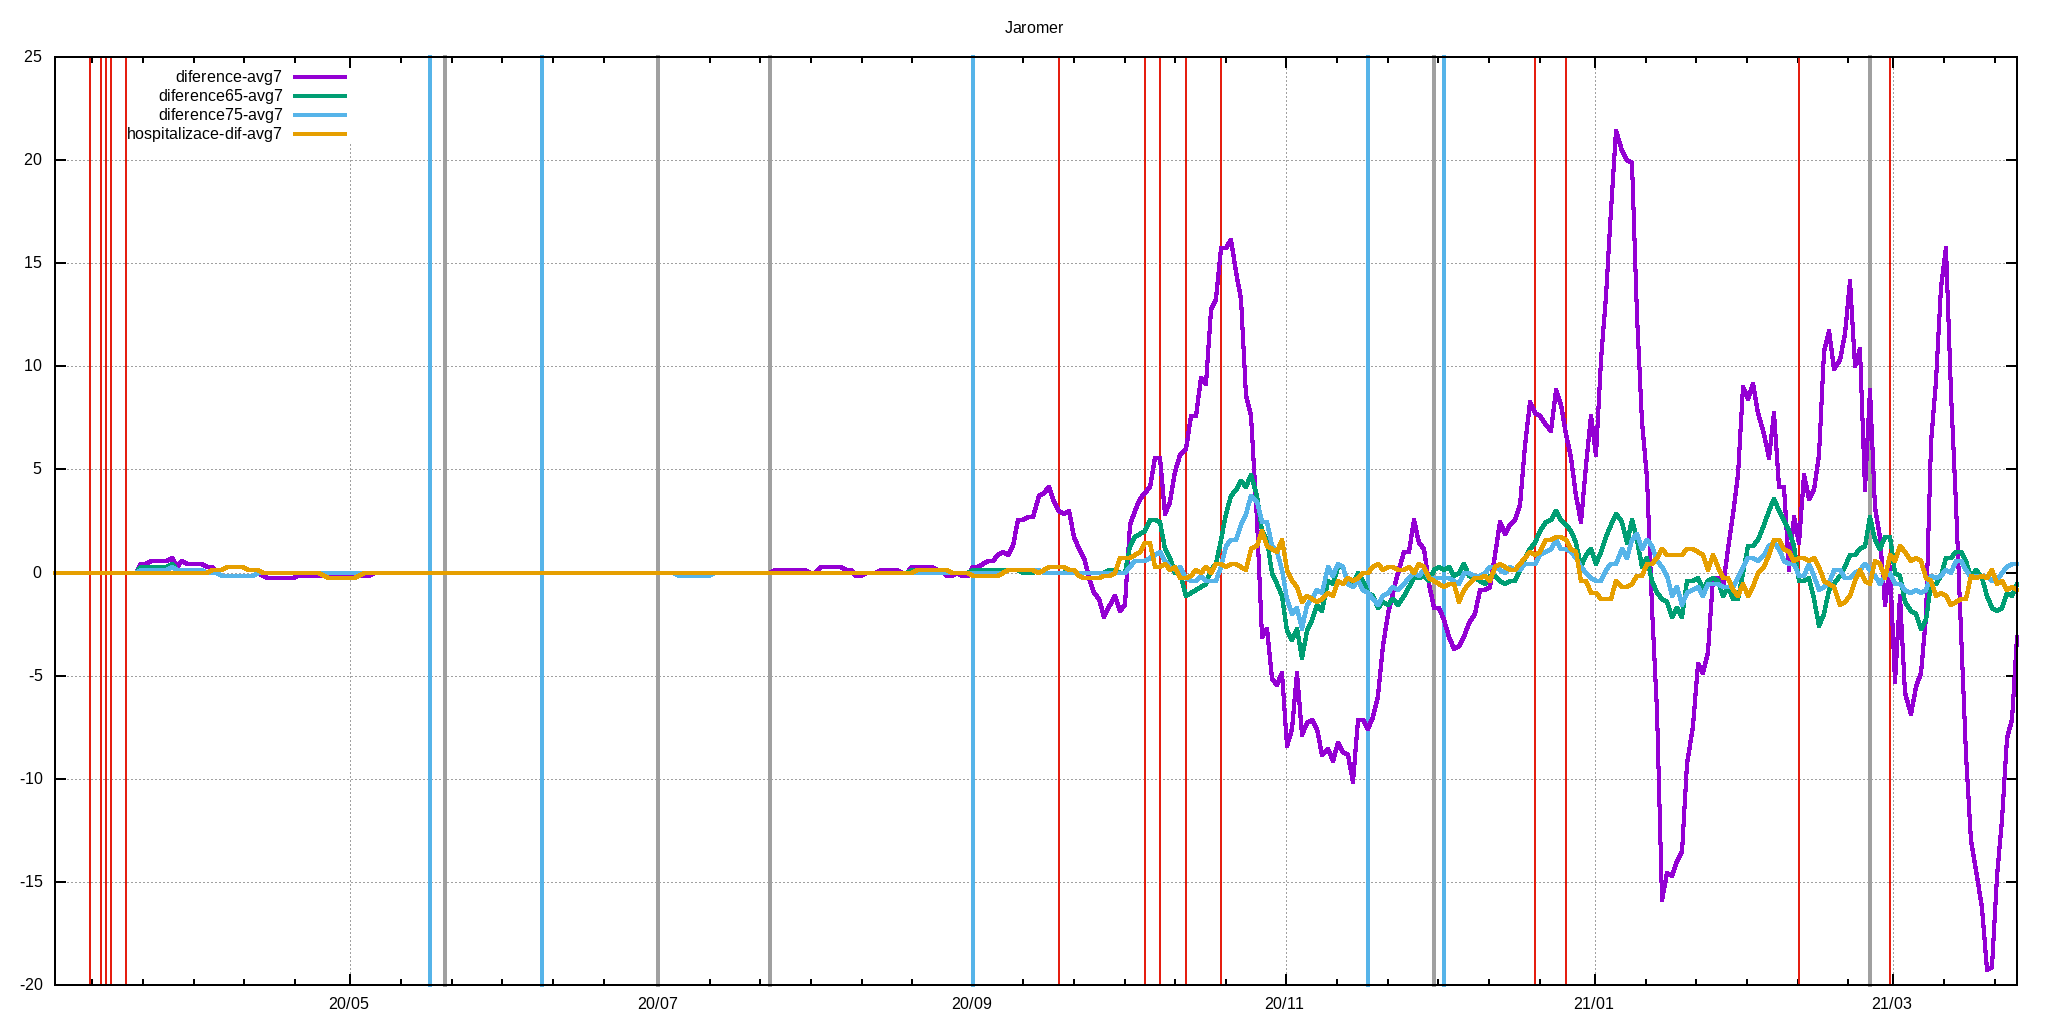 Jaromer
25
diference-avg7
diference65-avg7
diference75-avg7
hospitalizace-dif-avg7
20
15
10
5
0
-5
-10
-15
-20
20/05 20/07 20/09 20/11 21/01 21/03